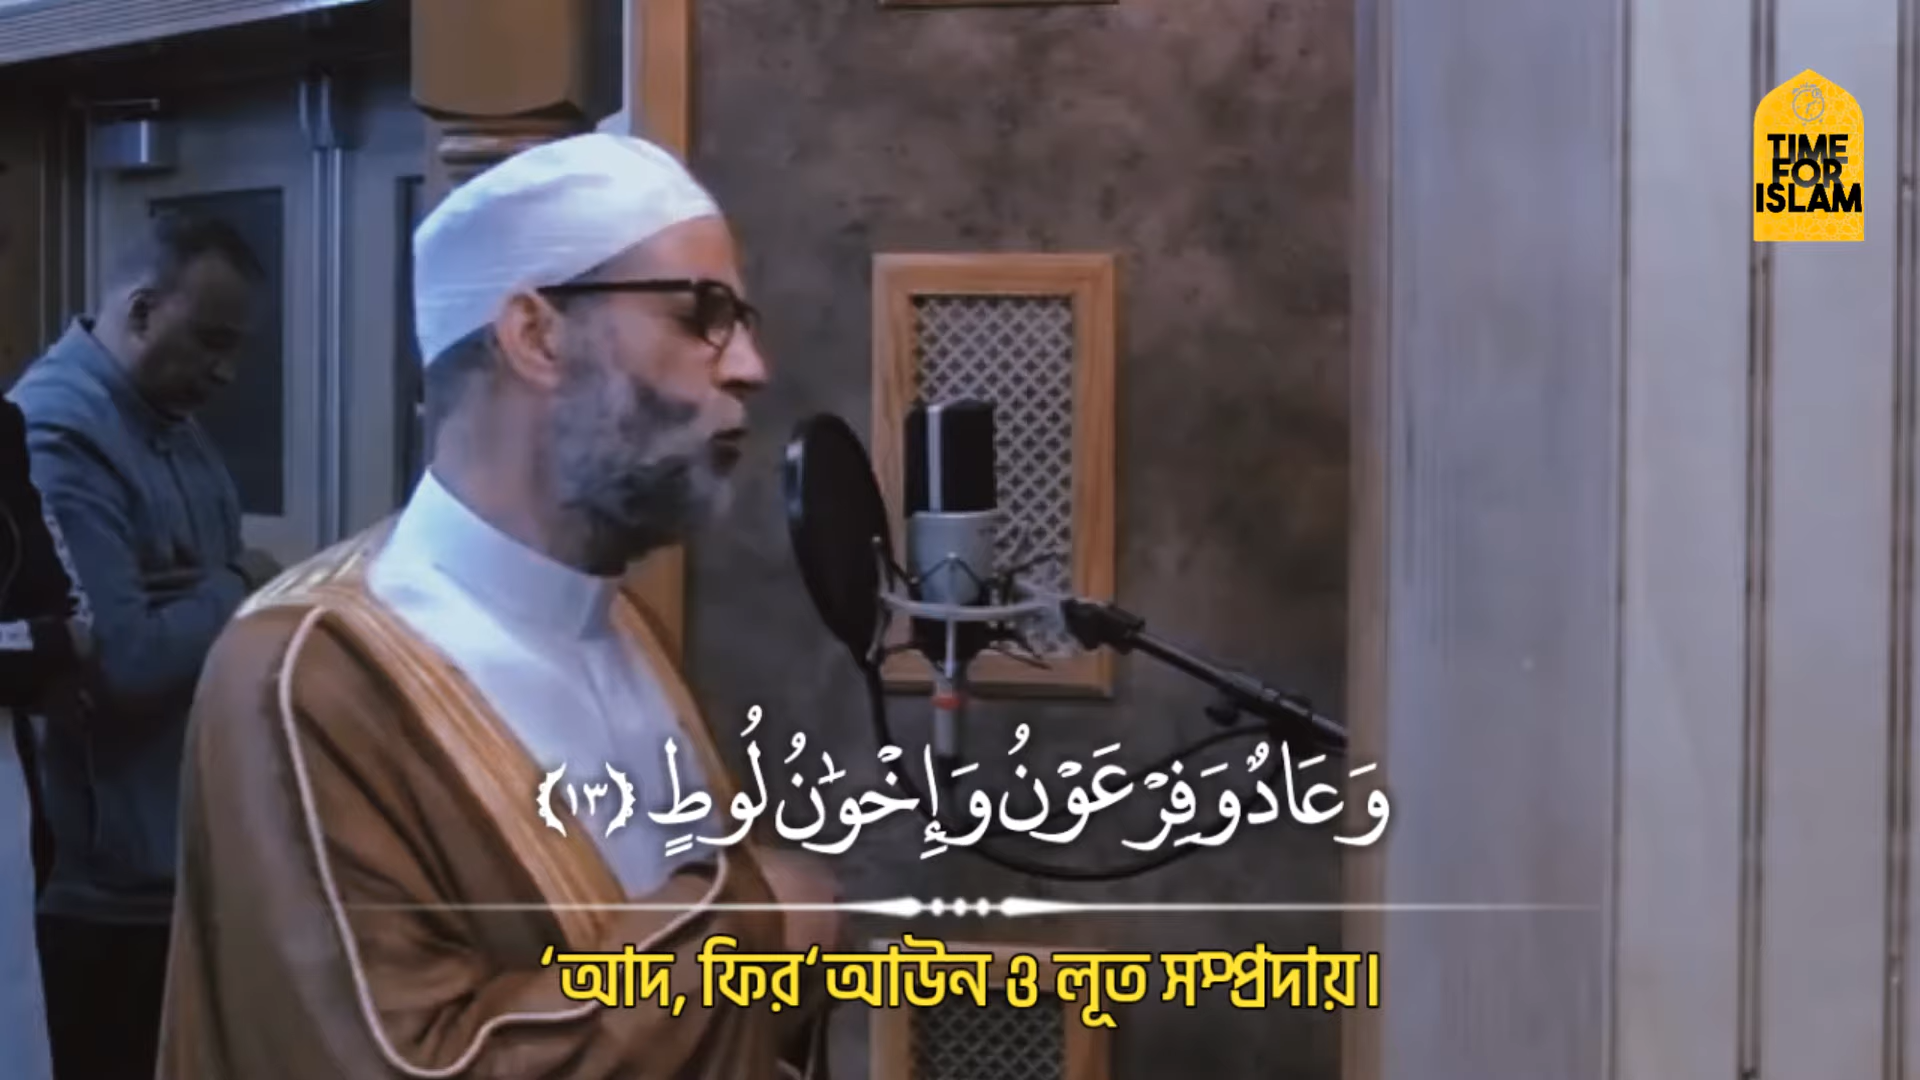 TIME
FOR
ISLAM
وَعَادٌ وَفِرْعَوْنُ وَإِخْوَٰنُ لُوطٍ ﴿١٣﴾
‘আদ, ফির‘আউন ও লূত সম্প্রদায়।